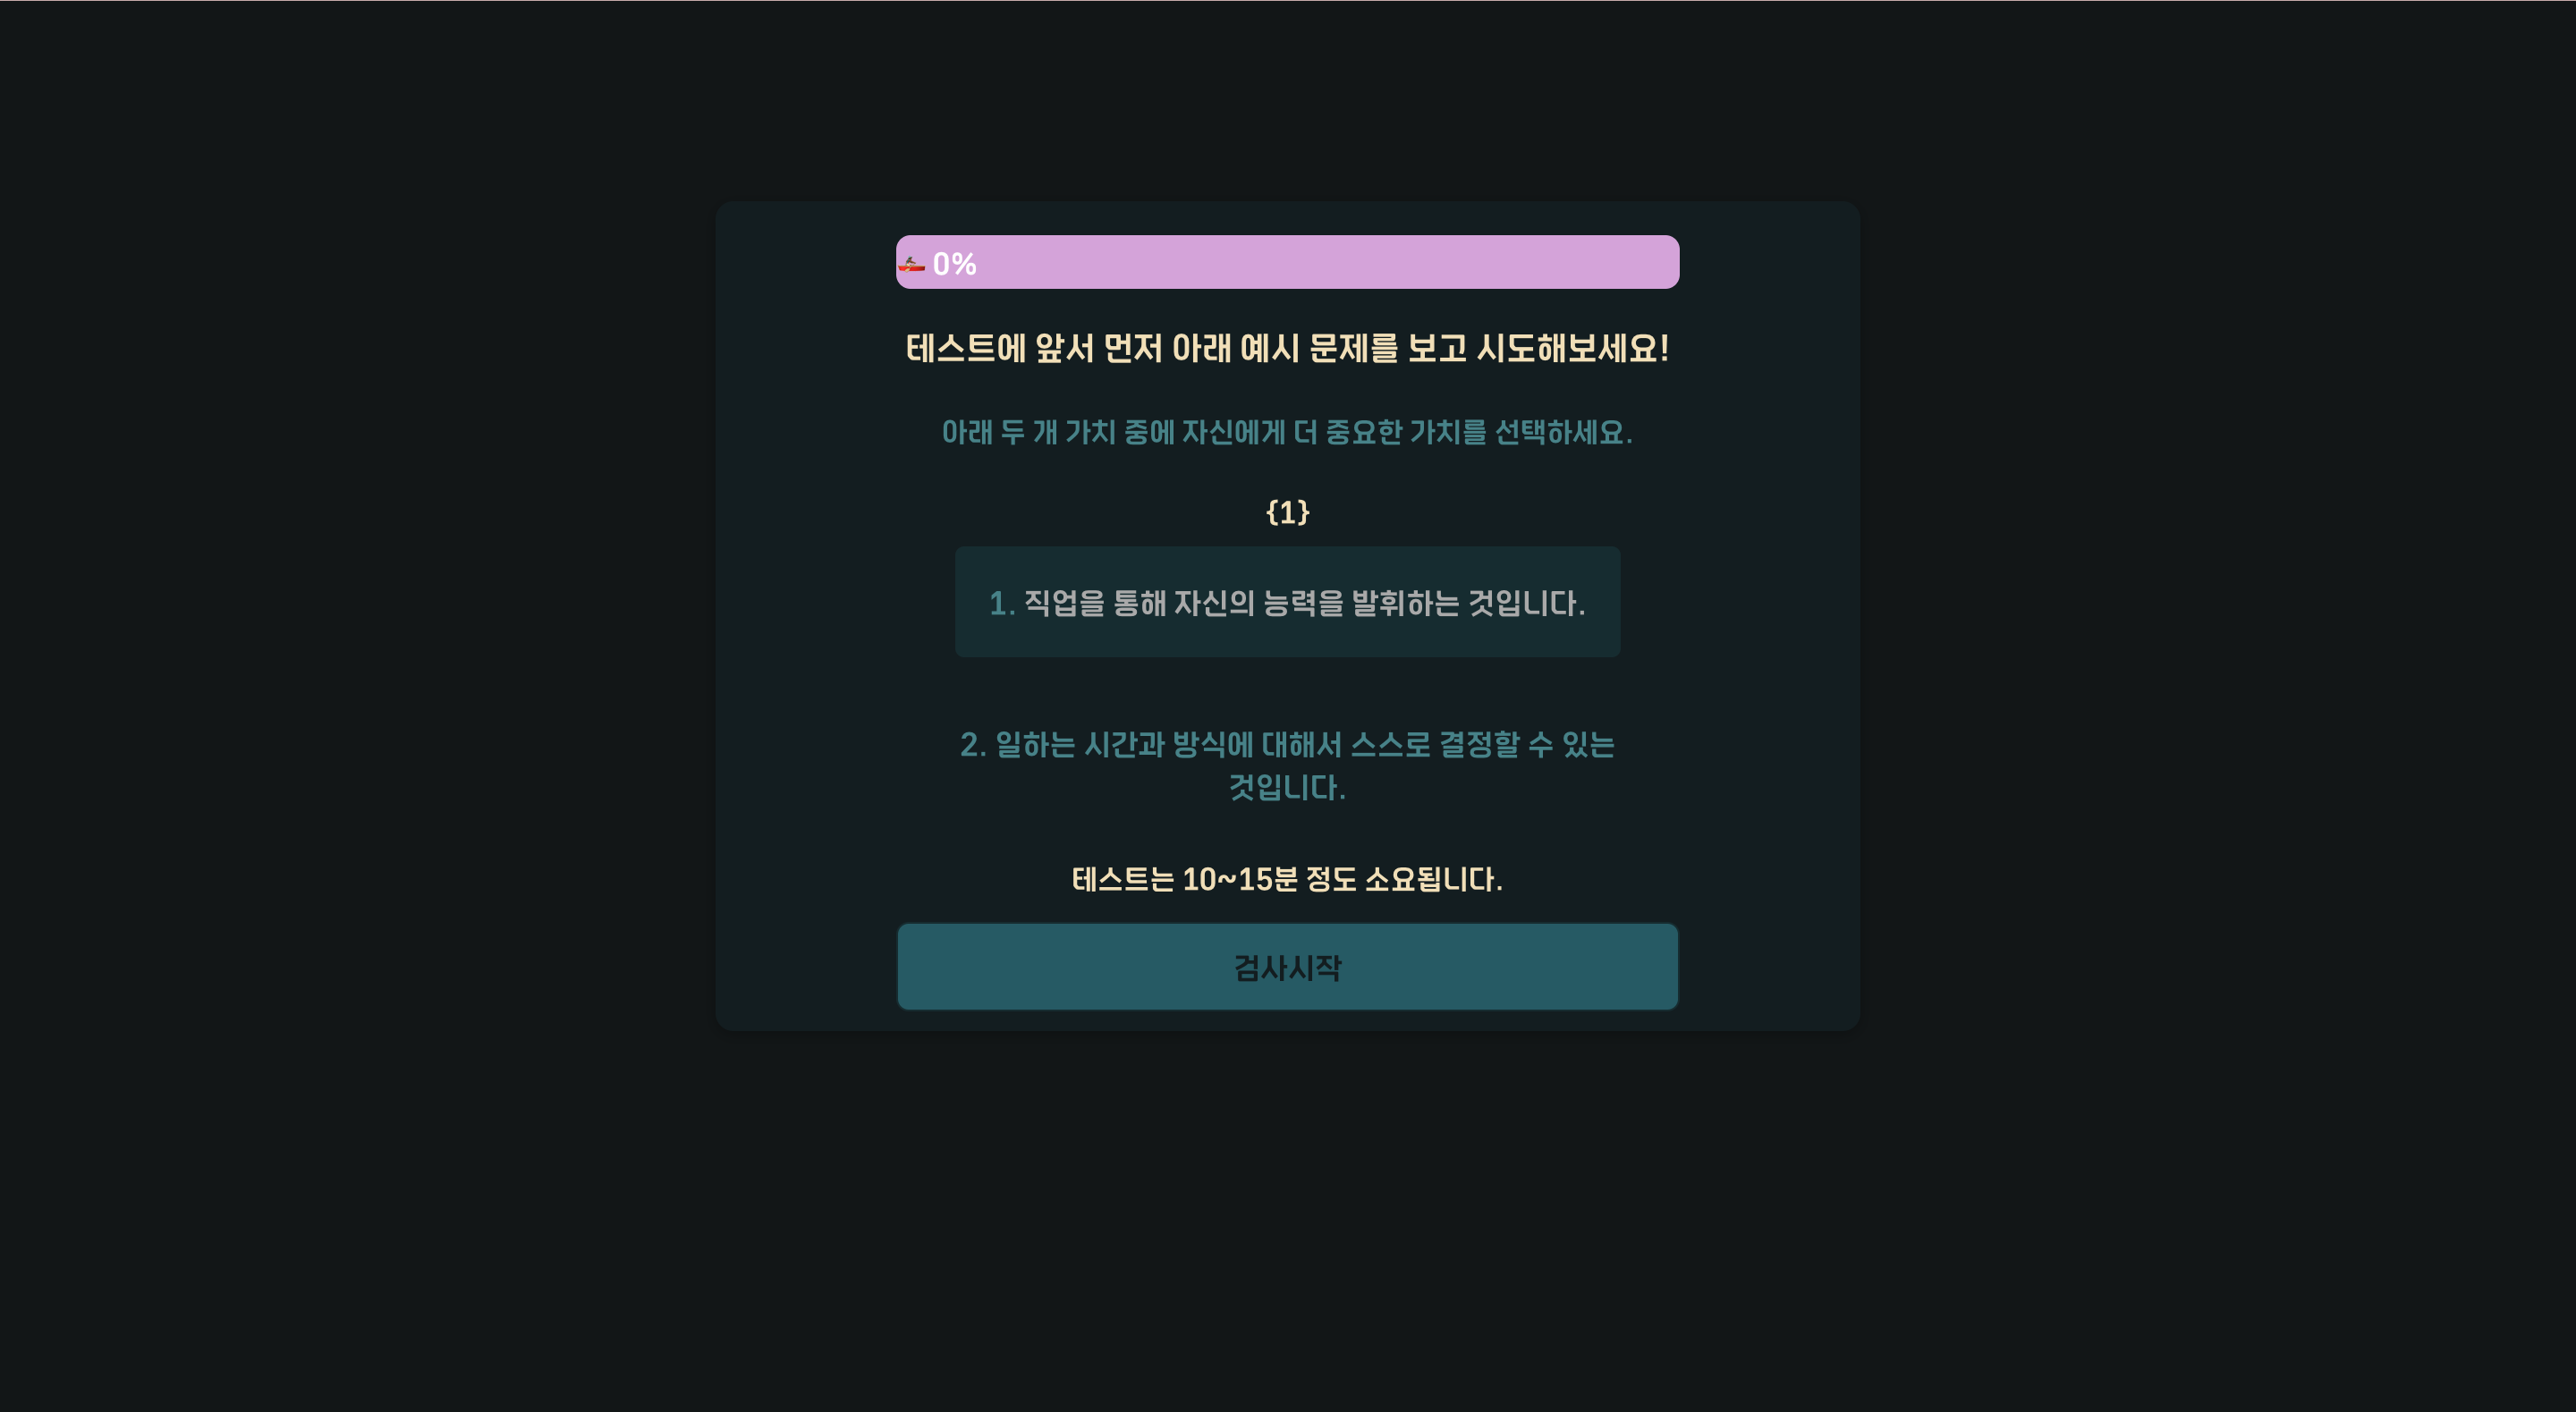 0%
테스트에 앞서 먼저 아래 예시 문제를 보고 시도해보세요!
아래 두 개 가치 중에 자신에게 더 중요한 가치를 선택하세요.
{1}
1. 직업을 통해 자신의 능력을 발휘하는 것입니다.
2. 일하는 시간과 방식에 대해서 스스로 결정할 수 있는
것입니다.
테스트는 10~15분 정도 소요됩니다.
검사시작